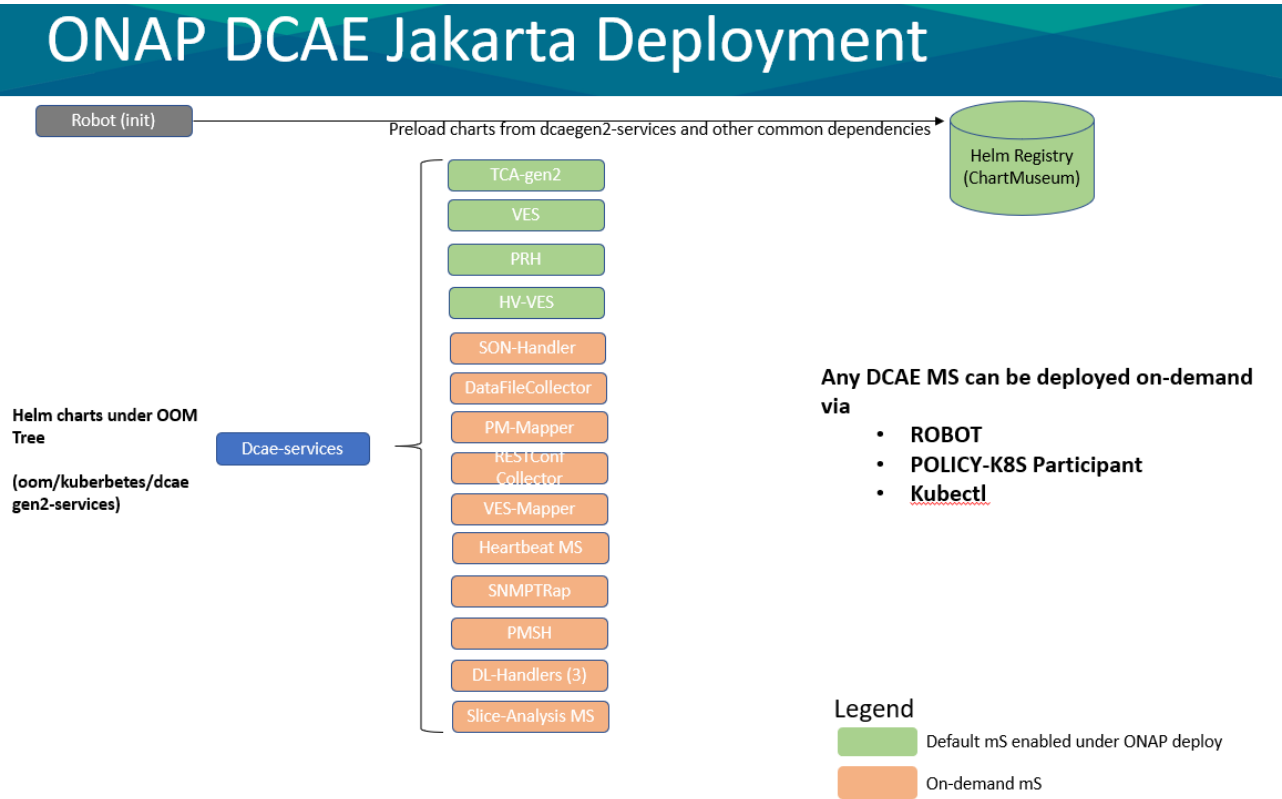 ONAP DCAE Jakarta Deployment
Robot (init)
Preload charts from dcaegen2-services and other common dependencies
Helm Registry
(ChartMuseum)
TCA-gen2
VES
PRH
HV-VES
SON-Handler
DataFileCollector
PM-Mapper
RESTConf
Collector
VES-Mapper
Heartbeat MS
SNMPTRap
PMSH
DL-Handlers (3)
Slice-Analysis MS
Helm charts under OOM
Tree
(oom/kuberbetes/dcae
gen2-services)
Dcae-services
Any DCAE MS can be deployed on-demand
via
• ROBOT
• POLICY-K8S Participant
• Kubectl
Legend
Default mS enabled under ONAP deploy
On-demand mS